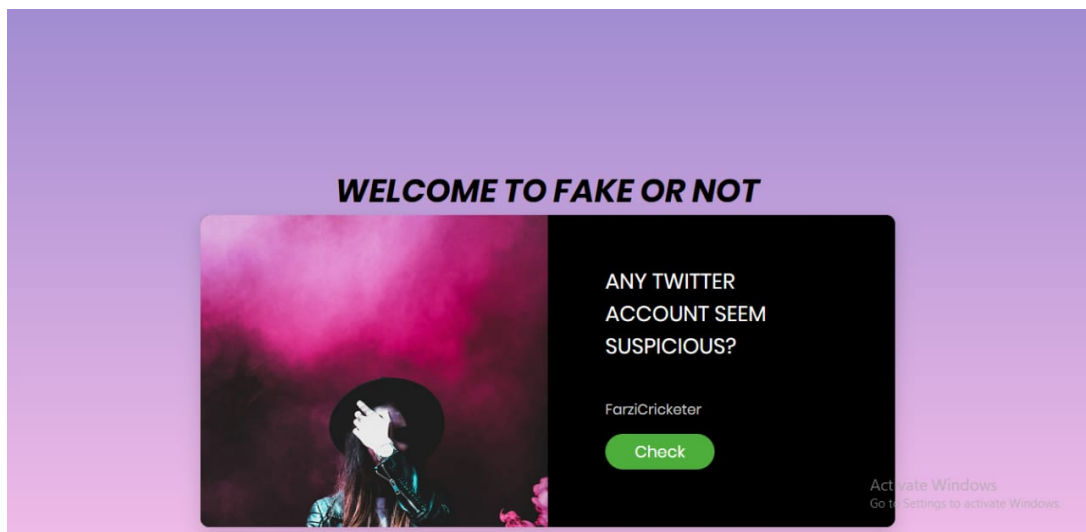 WELCOME TO FAKE OR NOT
ANY TWITTER
ACCOUNT SEEM
SUSPICIOUS?
FarziCricketer
Check
Activate Windows
Go to Settings to activate Windows.